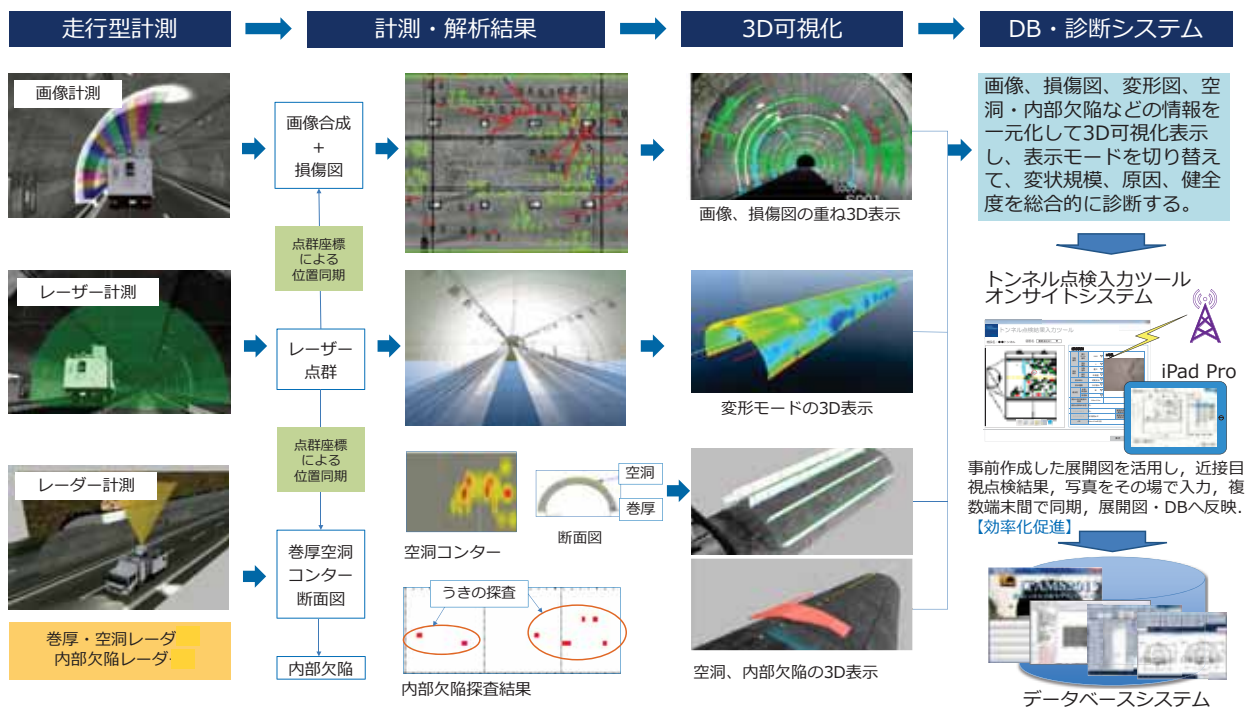 走行型計測
計測・解析結果
3D可視化
DB・診断システム
画像計測
画像合成
+
損傷図
画像、損傷図の重ね3D表示
画像、損傷図、変形図、空
洞・内部欠陥などの情報を
一元化して3D可視化表示
し、表示モードを切り替え
て、変状規模、原因、健全
度を総合的に診断する。
点群座標
による
位置同期
レーザー計測
レーザー
点群
変形モードの3D表示
トンネル点検入力ツール
オンサイトシステム
トンネル点検結果入力ツール
iPad Pro
点群座標
による
位置同期
レーダー計測
巻厚空洞
コンター
断面図
空洞コンター
空洞
巻厚
断面図
事前作成した展開図を活用し，近接目
視点検結果，写真をその場で入力，複
数端末間で同期，展開図・DBへ反映．
【効率化促進】
うきの探査
巻厚・空洞レーダ
内部欠陥レーダ
内部欠陥
内部欠陥探査結果
空洞、内部欠陥の3D表示
データベースシステム